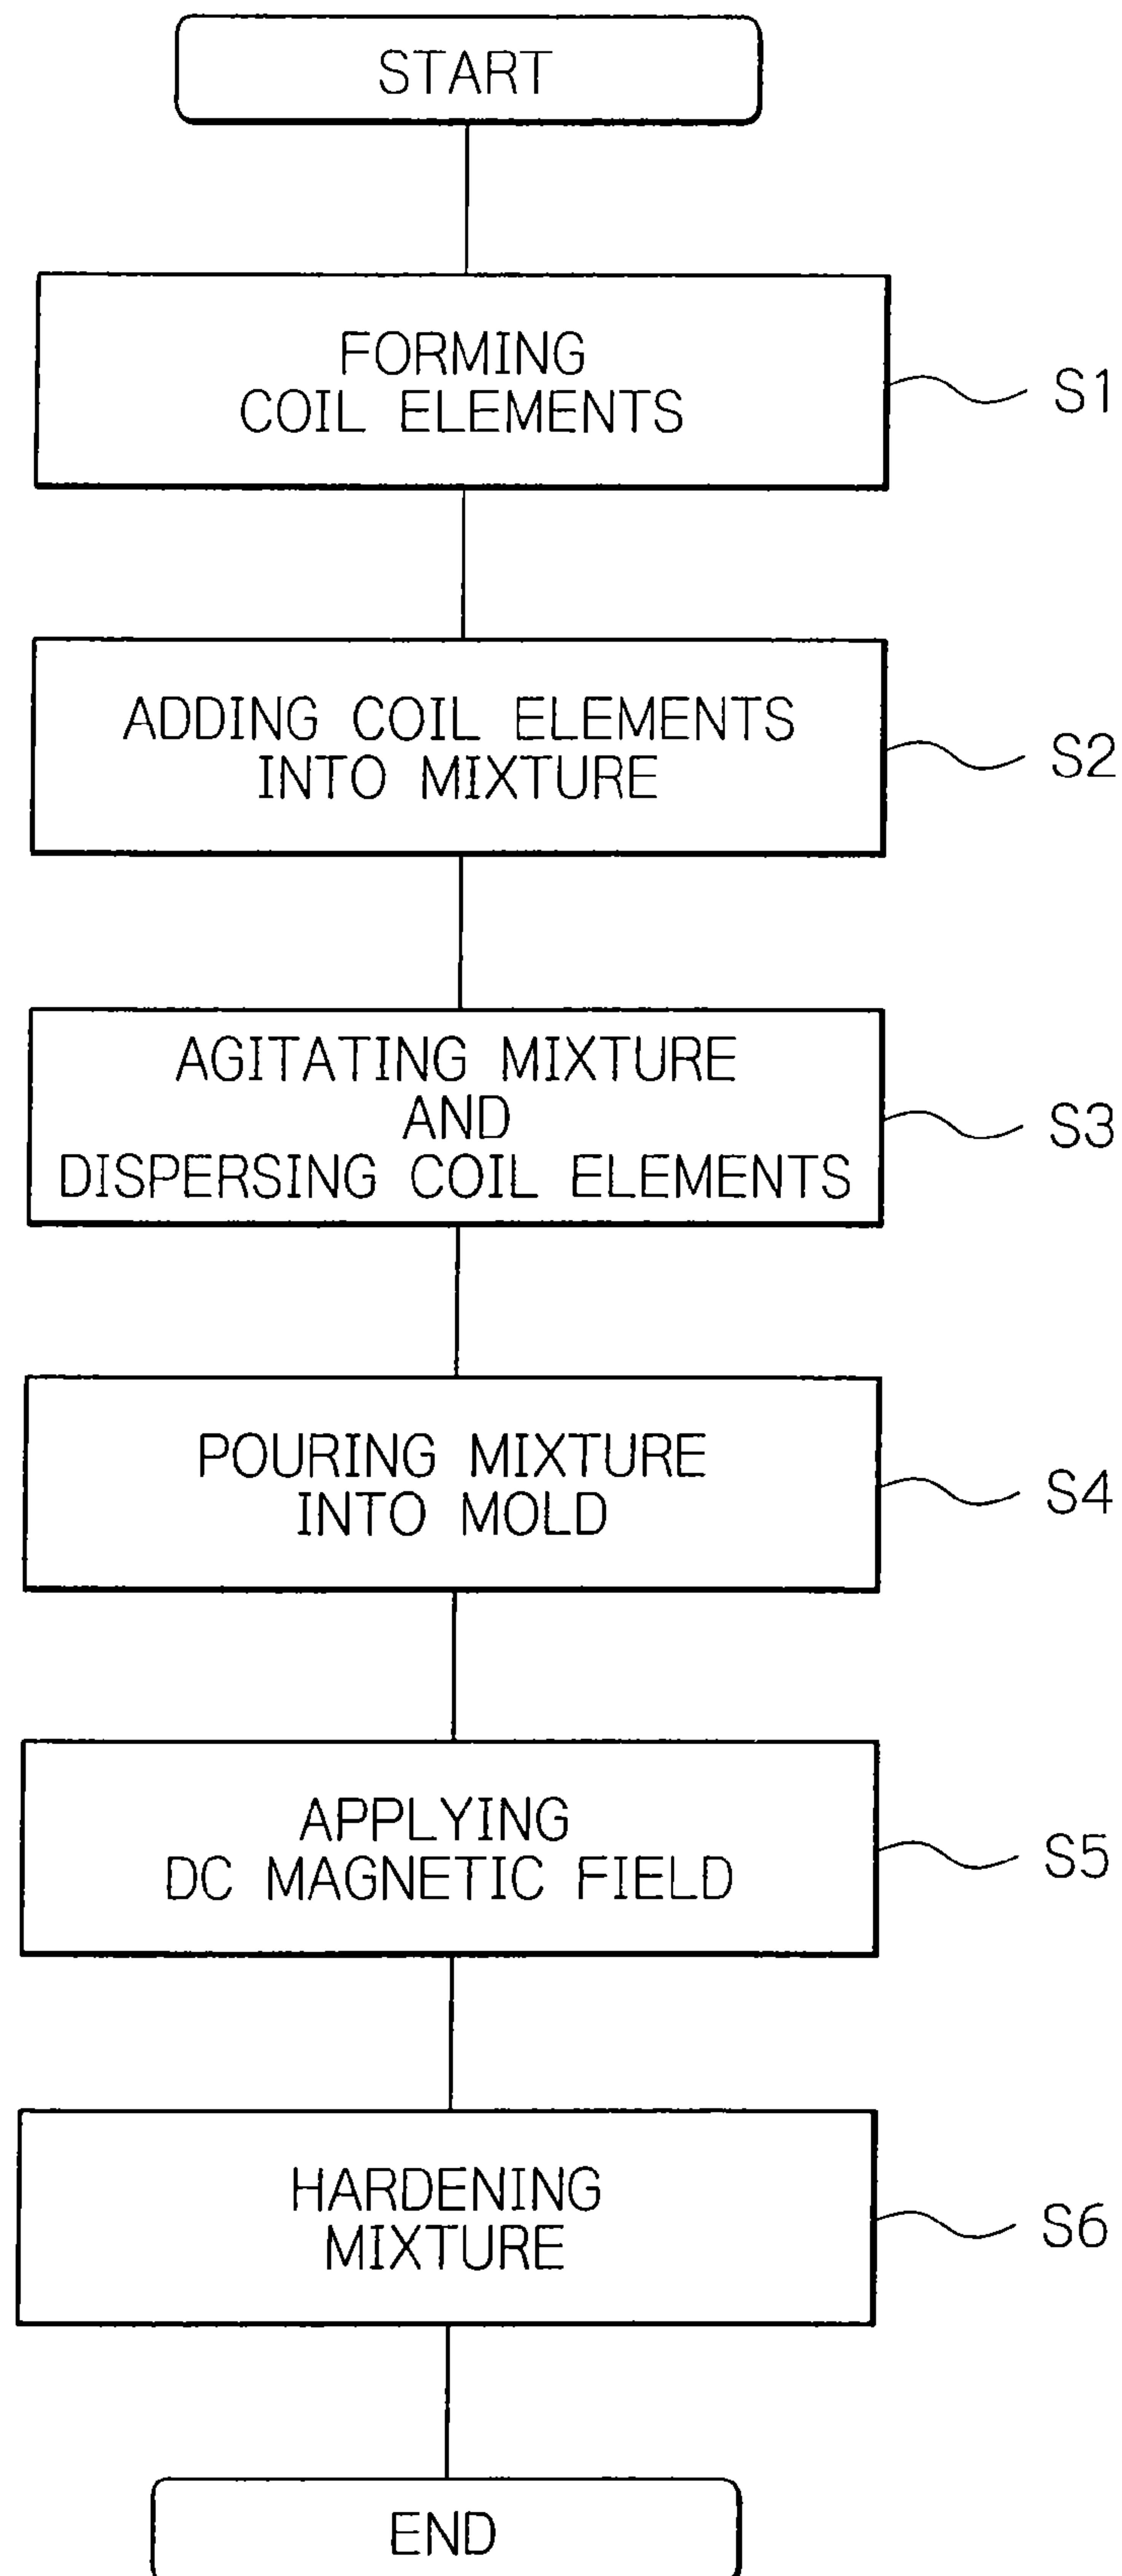 START
FORMING
COIL ELEMENTS
S1
ADDING COIL ELEMENTS
INTO MIXTURE
S2
AGITATING MIXTURE
AND
DISPERSING COIL ELEMENTS
S3
POURING MIXTURE
INTO MOLD
S4
APPLYING
DC MAGNETIC FIELD
S5
HARDENING
MIXTURE
S6
END